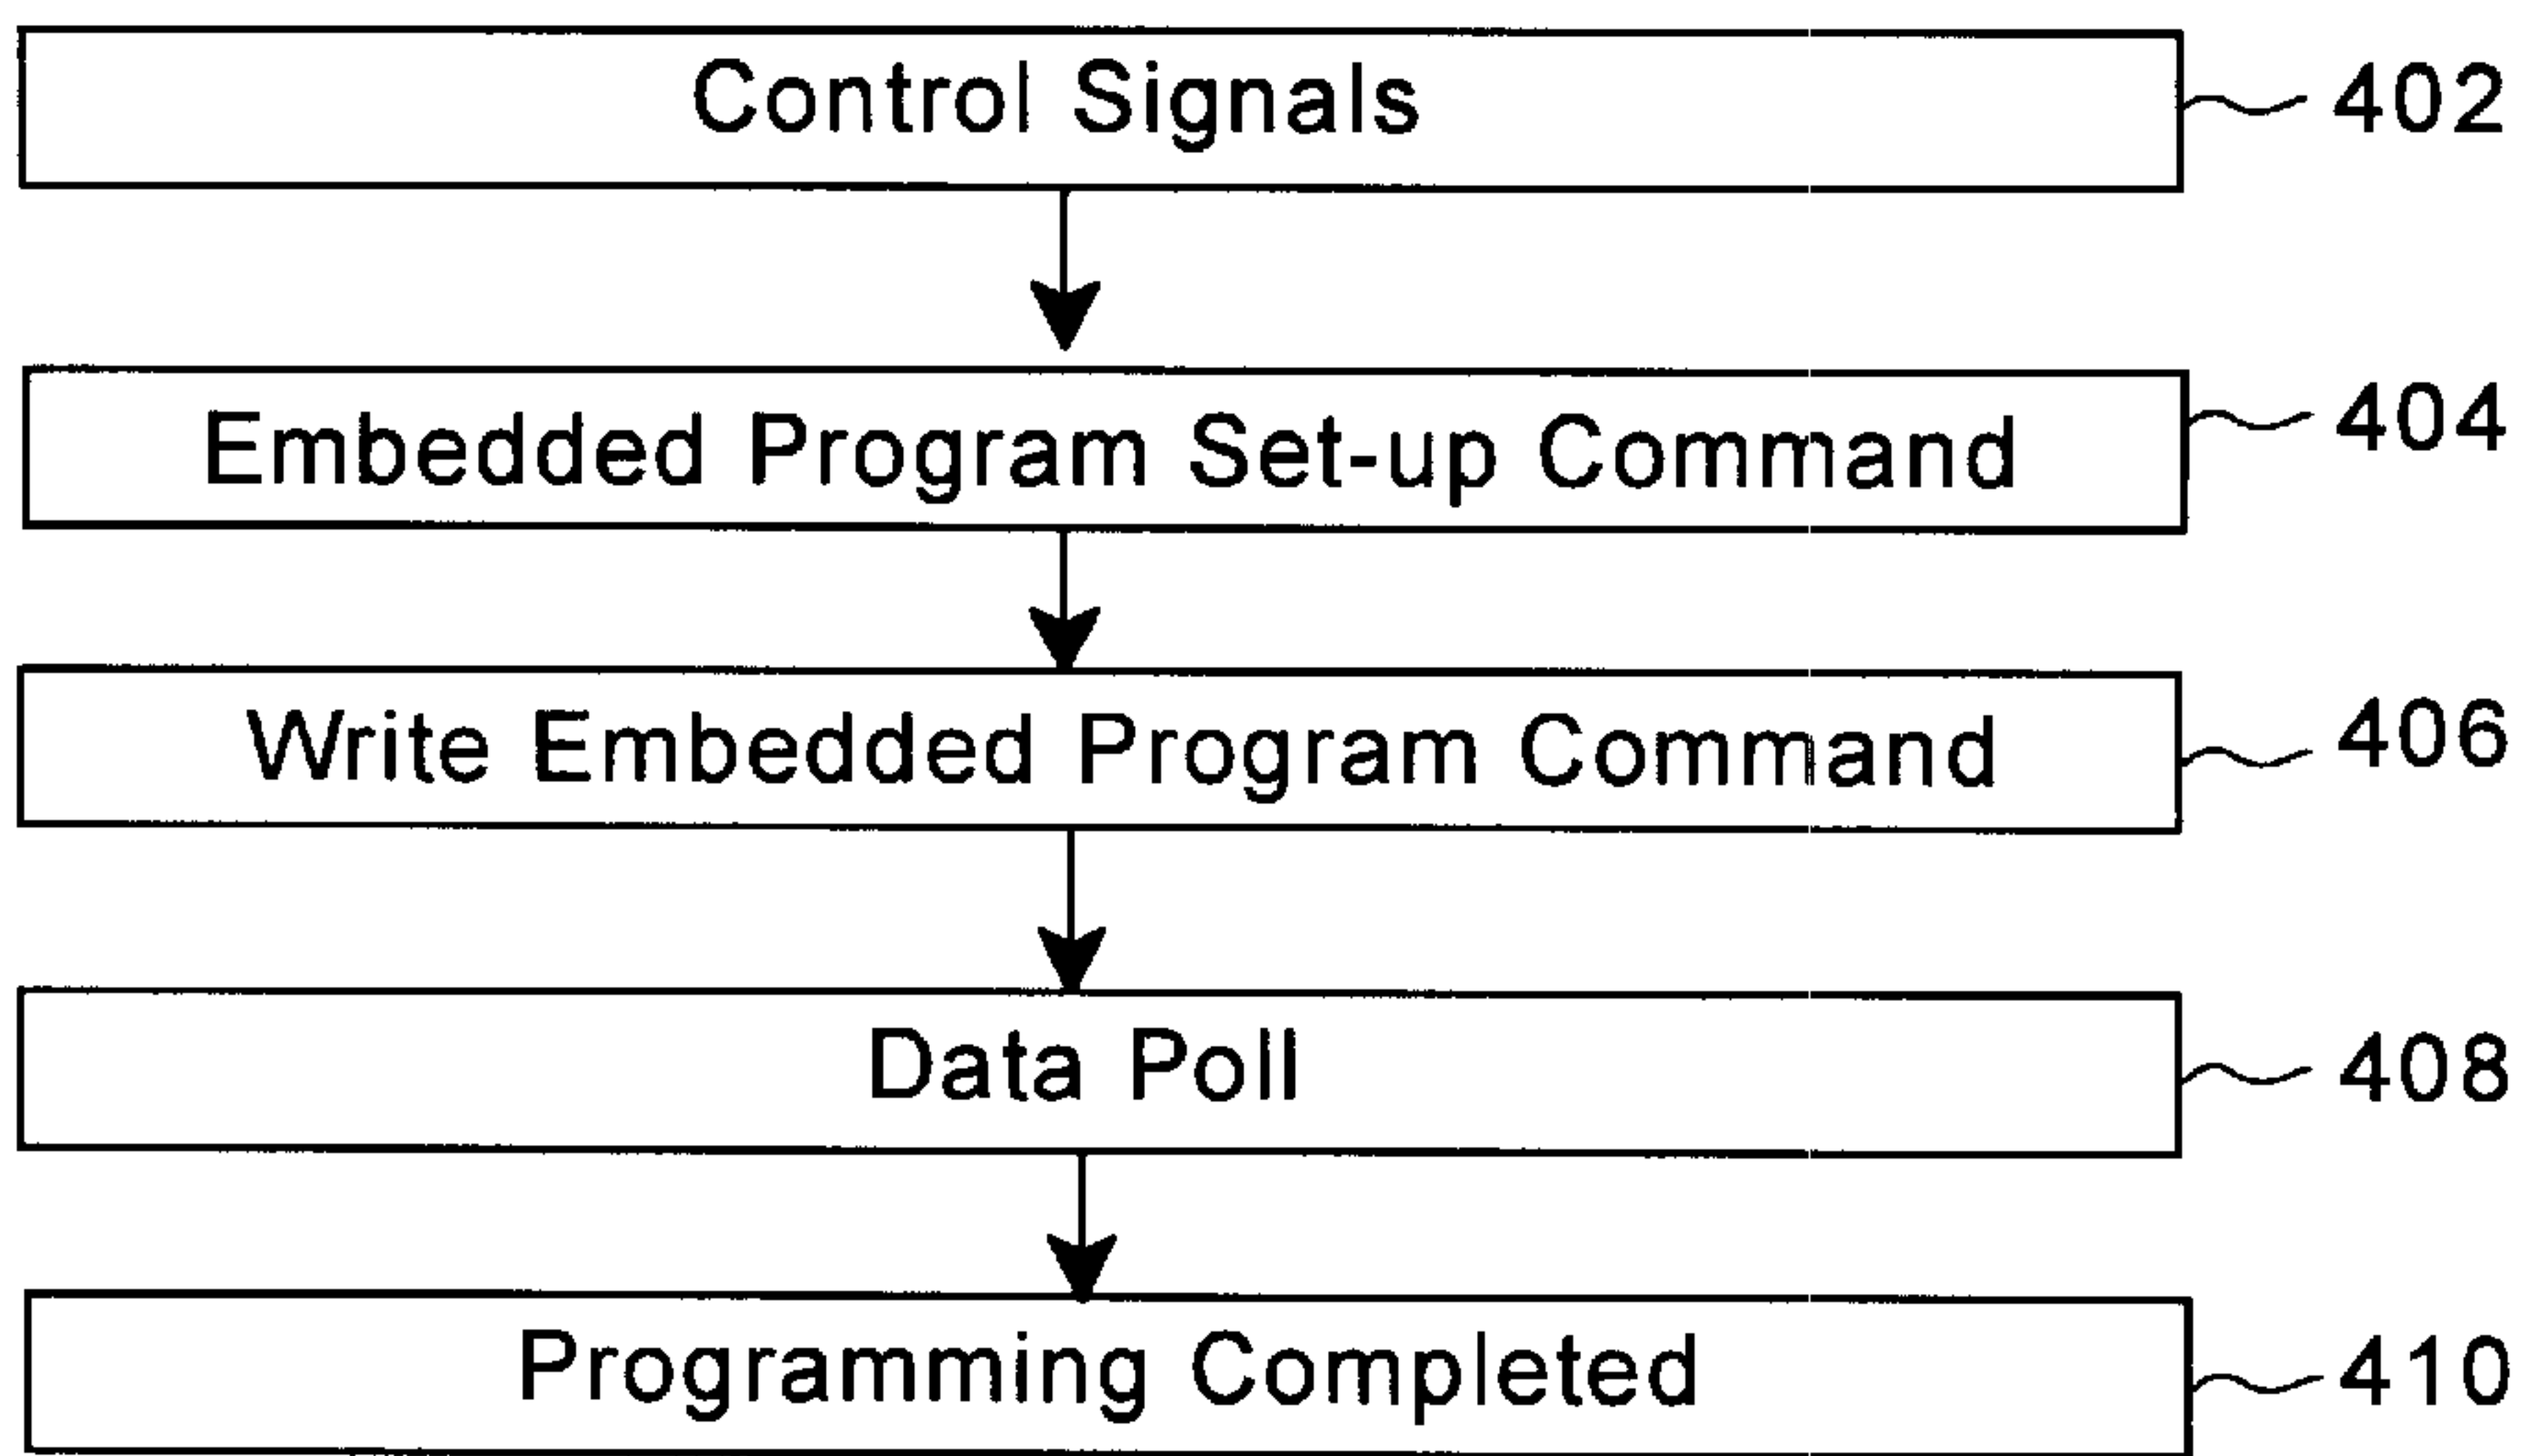 Control Signals 402
Embedded Program Set-up Command 404
Write Embedded Program Command 406
Data Poll 408
Programming Completed 410